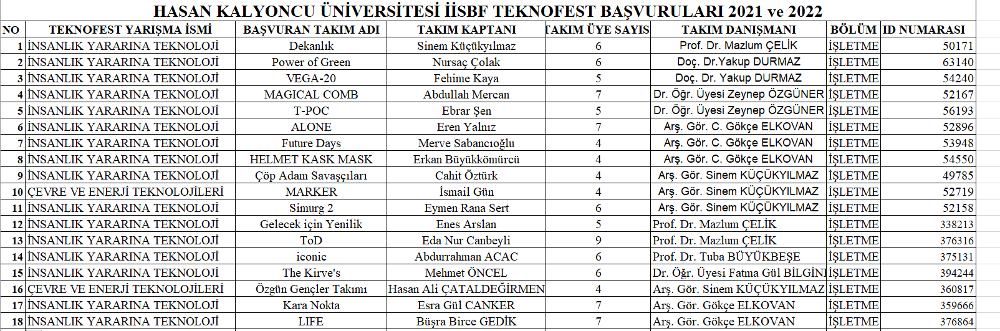 HASAN KALYONCU ÜNİVERSİTESİ İİSBF TEKNOFEST BAŞVURULARI 2021 ve 2022
NO TEKNOFEST YARIŞMA İSMİ BAŞVURAN TAKIM ADI TAKIM KAPTANI TAKIM ÜYE SAYIS TAKIM DANIŞMANI BÖLÜM ID NUMARASI
1 İNSANLIK YARARINA TEKNOLOJİ Dekanlık Sinem Küçükyılmaz 6 Prof. Dr. Mazlum ÇELİK İŞLETME 50171
2 İNSANLIK YARARINA TEKNOLOJİ Power of Green Nursaç Çolak 6 Doç. Dr.Yakup DURMAZ İŞLETME 63140
3 İNSANLIK YARARINA TEKNOLOJİ VEGA-20 Fehime Kaya 5 Doç. Dr. Yakup DURMAZ İŞLETME 54240
4 İNSANLIK YARARINA TEKNOLOJİ MAGICAL COMB Abdullah Mercan 7 Dr. Öğr. Üyesi Zeynep ÖZGÜNER İŞLETME 52167
5 İNSANLIK YARARINA TEKNOLOJİ T-POC Ebrar Şen 5 Dr. Öğr. Üyesi Zeynep ÖZGÜNER İŞLETME 56193
6 İNSANLIK YARARINA TEKNOLOJİ ALONE Eren Yalnız 7 Arş. Gör. C. Gökçe ELKOVAN İŞLETME 52896
7 İNSANLIK YARARINA TEKNOLOJİ Future Days Merve Sabancıoğlu 4 Arş. Gör. C. Gökçe ELKOVAN İŞLETME 53948
8 İNSANLIK YARARINA TEKNOLOJİ HELMET KASK MASK Erkan Büyükkömürcü 4 Arş. Gör. C. Gökçe ELKOVAN İŞLETME 54550
9 İNSANLIK YARARINA TEKNOLOJİ Çöp Adam Savaşçıları Cahit Öztürk 4 Arş. Gör. Sinem KÜÇÜKYILMAZ İŞLETME 49785
10 ÇEVRE VE ENERJİ TEKNOLOJİLERİ MARKER İsmail Gün 4 Arş. Gör. Sinem KÜÇÜKYILMAZ İŞLETME 52719
11 İNSANLIK YARARINA TEKNOLOJİ Simurg 2 Eymen Rana Sert 6 Arş. Gör. Sinem KÜÇÜKYILMAZ İŞLETME 52158
12 İNSANLIK YARARINA TEKNOLOJİ Gelecek için Yenilik Enes Arslan 5 Prof. Dr. Mazlum ÇELİK İŞLETME 338213
13 İNSANLIK YARARINA TEKNOLOJİ ToD Eda Nur Canbeyli 9 Prof. Dr. Mazlum ÇELİK İŞLETME 376316
14 İNSANLIK YARARINA TEKNOLOJİ iconic Abdurrahman ACAC 6 Prof. Dr. Tuba BÜYÜKBEŞE İŞLETME 375131
15 İNSANLIK YARARINA TEKNOLOJİ The Kirve's Mehmet ÖNCEL 6 Dr. Öğr. Üyesi Fatma Gül BİLGİNE İŞLETME 394244
16 ÇEVRE VE ENERJİ TEKNOLOJİLERİ Özgün Gençler Takımı Hasan Ali ÇATALDEĞİRMEN 4 Arş. Gör. Sinem KÜÇÜKYILMAZ İŞLETME 360817
17 İNSANLIK YARARINA TEKNOLOJİ Kara Nokta Esra Gül CANKER 7 Arş. Gör. Gökçe ELKOVAN İŞLETME 359666
18 İNSANLIK YARARINA TEKNOLOJİ LIFE Büşra Birce GEDİK 7 Arş. Gör. Gökçe ELKOVAN İŞLETME 376864